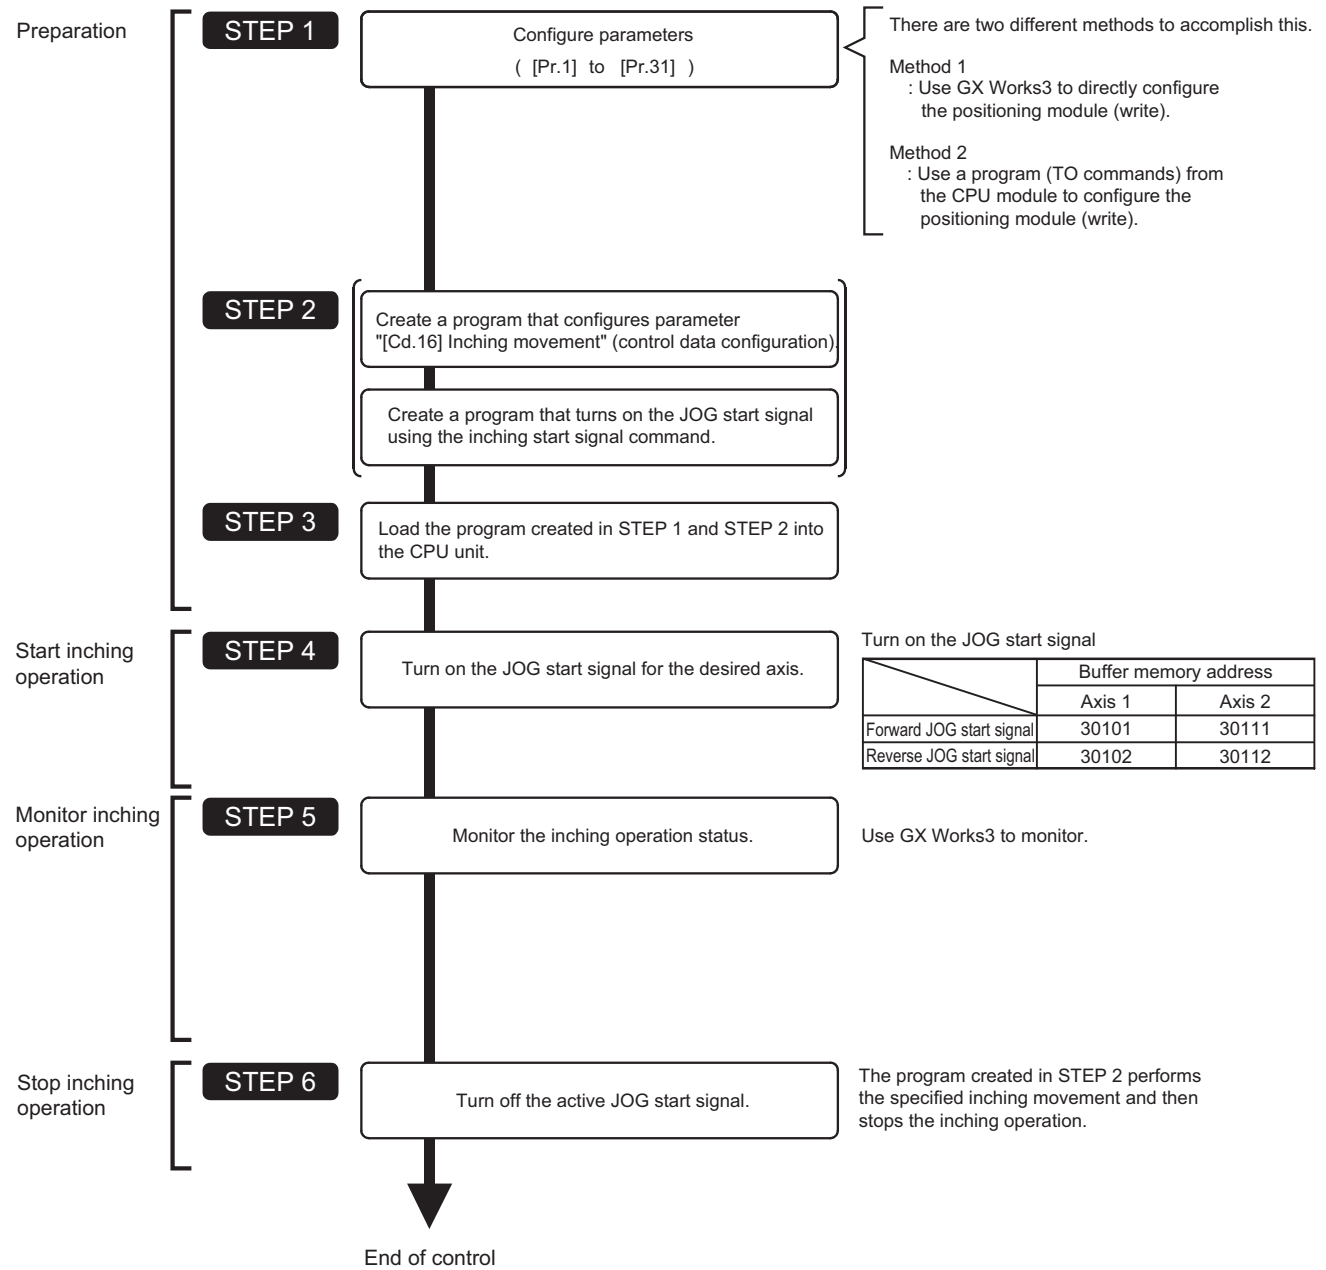 Preparation
STEP 1
Configure parameters
( [Pr.1] to [Pr.31] )
There are two different methods to accomplish this.
Method 1
: Use GX Works3 to directly configure
the positioning module (write).
Method 2
: Use a program (TO commands) from
the CPU module to configure the
positioning module (write).
STEP 2
Create a program that configures parameter
"[Cd.16] Inching movement" (control data configuration).
Create a program that turns on the JOG start signal
using the inching start signal command.
STEP 3
Load the program created in STEP 1 and STEP 2 into
the CPU unit.
Start inching
operation
STEP 4
Turn on the JOG start signal for the desired axis.
Turn on the JOG start signal
Buffer memory address
Axis 1 Axis 2
Forward JOG start signal 30101 30111
Reverse JOG start signal 30102 30112
Monitor inching
operation
STEP 5
Monitor the inching operation status.
Use GX Works3 to monitor.
Stop inching
operation
STEP 6
Turn off the active JOG start signal.
The program created in STEP 2 performs
the specified inching movement and then
stops the inching operation.
End of control